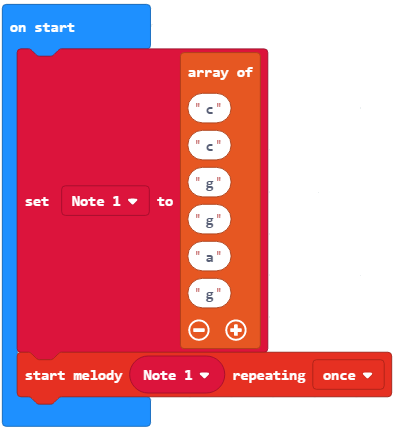 on start
array of
"c"
"c"
"g"
"g"
"a"
"g"
set Note 1 to
start melody Note 1 repeating once